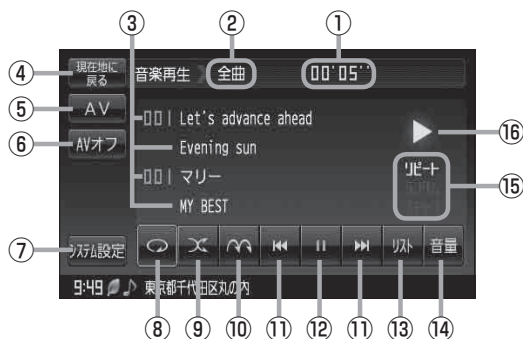 ③ ② ①
④ 現在地に戻る 音楽再生 全曲 00'05''
⑤ AV
001 Let's advance ahead
⑥ AVオフ
Evening sun
⑯
001 マリー
リピート ⑮
MY BEST
⑦ システム設定
リスト 音量
9:49 東京都千代田区丸の内
⑧ ⑨ ⑩ ⑪ ⑫ ⑪ ⑬ ⑭